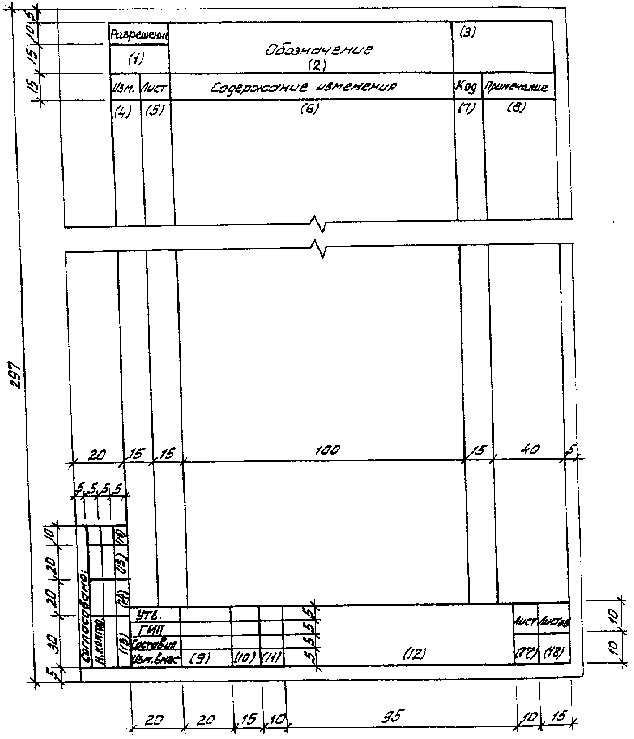 5
10
15
15
Разрешение
(1)
Обозначение
(2)
(3)
Изм. Лист Содержание изменения Код Примечание
(4) (5) (6) (7) (8)
297
20 15 15 100 15 40 5
5 5 5 5
10
20
20
30
5
Согласовано:
Н.контр.
(13)
(15)
Утв.
ГИП
Составил
Изм.внес
(9) (10) (11) (12)
5 5 5
Лист Листов
(17) (18)
10
10
20 20 15 10 95 10 15